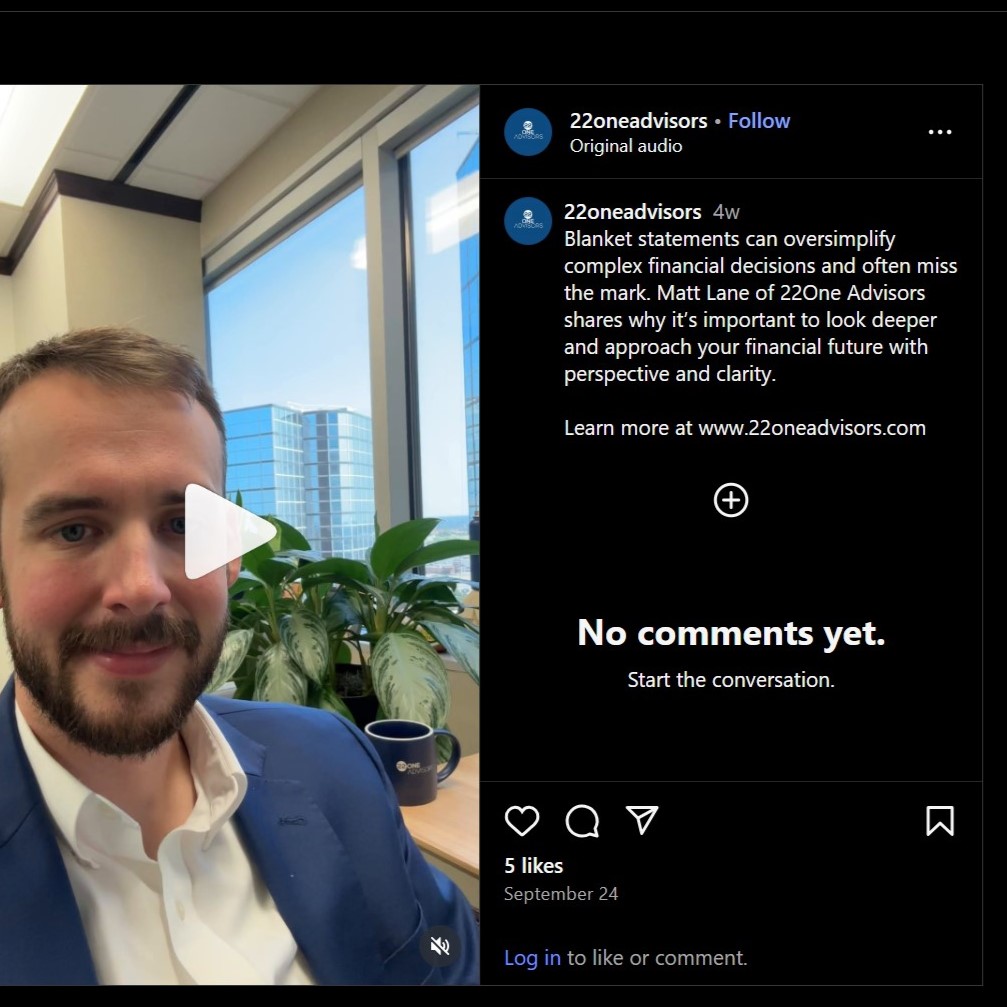 22oneadvisors • Follow
Original audio
22oneadvisors 4w
Blanket statements can oversimplify
complex financial decisions and often miss
the mark. Matt Lane of 22One Advisors
shares why it’s important to look deeper
and approach your financial future with
perspective and clarity.
Learn more at www.22oneadvisors.com
No comments yet.
Start the conversation.
5 likes
September 24
Log in to like or comment.
22 ONE
ADVISORS